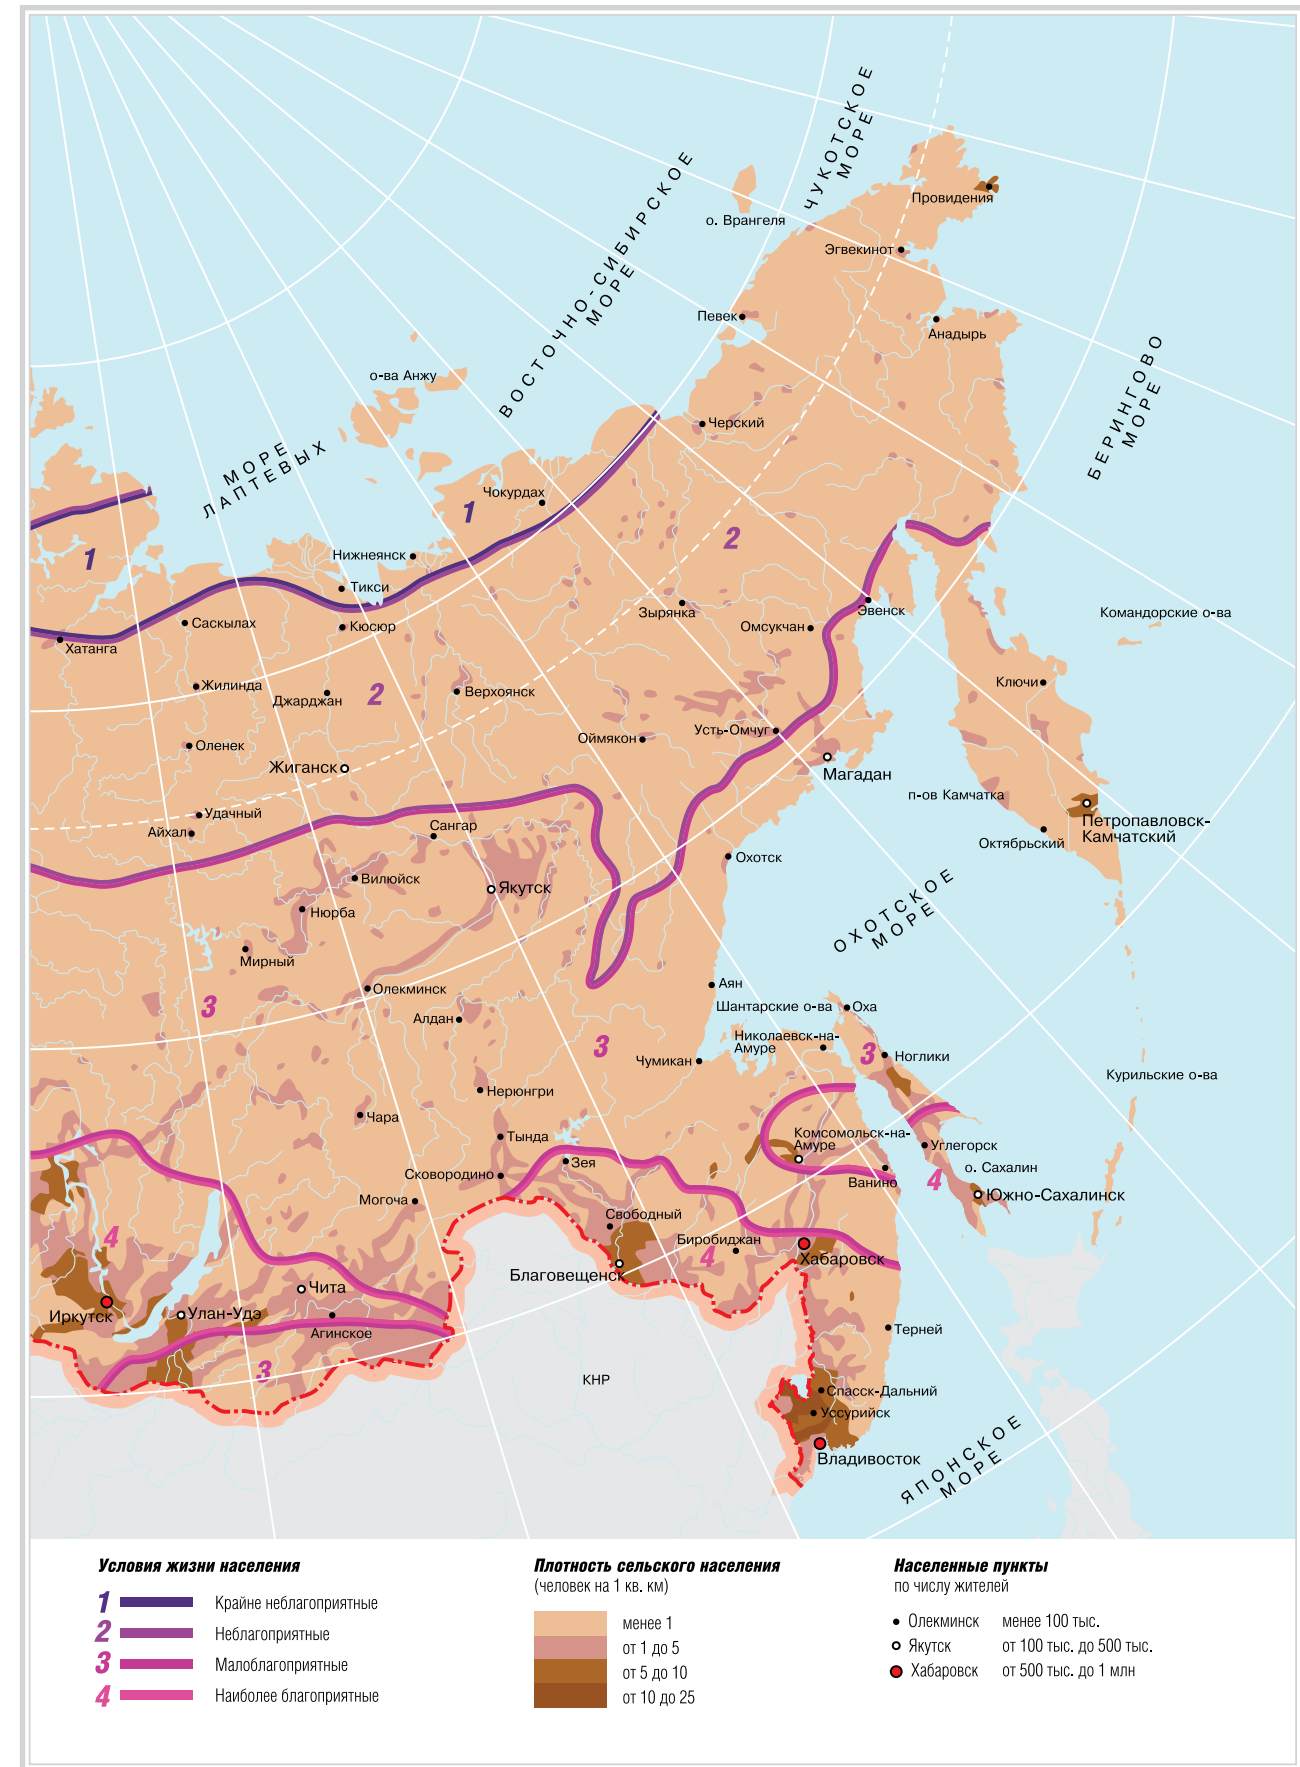 ЧУКОТСКОЕ
МОРЕ
Провидения
о. Врангеля
Эгвекинот
ВОСТОЧНО-СИБИРСКОЕ
МОРЕ
Певек
Анадырь
БЕРИНГОВО
МОРЕ
о-ва Анжу
Черский
МОРЕ
ЛАПТЕВЫХ
Чокурдах
1
2
1
Нижнеянск
Тикси
Зырянка
Эвенск
Командорские о-ва
Саскылах
Кюсюр
Омсукчан
Хатанга
Жилинда
Джарджан
2
Верхоянск
Ключи
Оленек
Оймякон
Усть-Омчуг
Жиганск
Магадан
п-ов Камчатка
Удачный
Айхал
Сангар
Петропавловск-
Камчатский
Октябрьский
Охотск
Вилюйск
Якутск
Нюрба
ОХОТСКОЕ
МОРЕ
Мирный
Олекминск
Аян
3
Алдан
Шантарские о-ва
Оха
Николаевск-на-
Амуре
3
Чумикан
3
Ноглики
Курильские о-ва
Нерюнгри
Чара
Тында
Комсомольск-на-
Амуре
Углегорск
Зея
Сковородино
Ванино
о. Сахалин
4
Южно-Сахалинск
Могоча
Свободный
4
Биробиджан
4
Хабаровск
Благовещенск
Чита
Иркутск
Улан-Удэ
Агинское
Терней
3
КНР
Спасск-Дальний
Уссурийск
Владивосток
ЯПОНСКОЕ
МОРЕ
Условия жизни населения
1 Крайне неблагоприятные
2 Неблагоприятные
3 Малоблагоприятные
4 Наиболее благоприятные
Плотность сельского населения
(человек на 1 кв. км)
менее 1
от 1 до 5
от 5 до 10
от 10 до 25
Населенные пункты
по числу жителей
Олекминск менее 100 тыс.
Якутск от 100 тыс. до 500 тыс.
Хабаровск от 500 тыс. до 1 млн